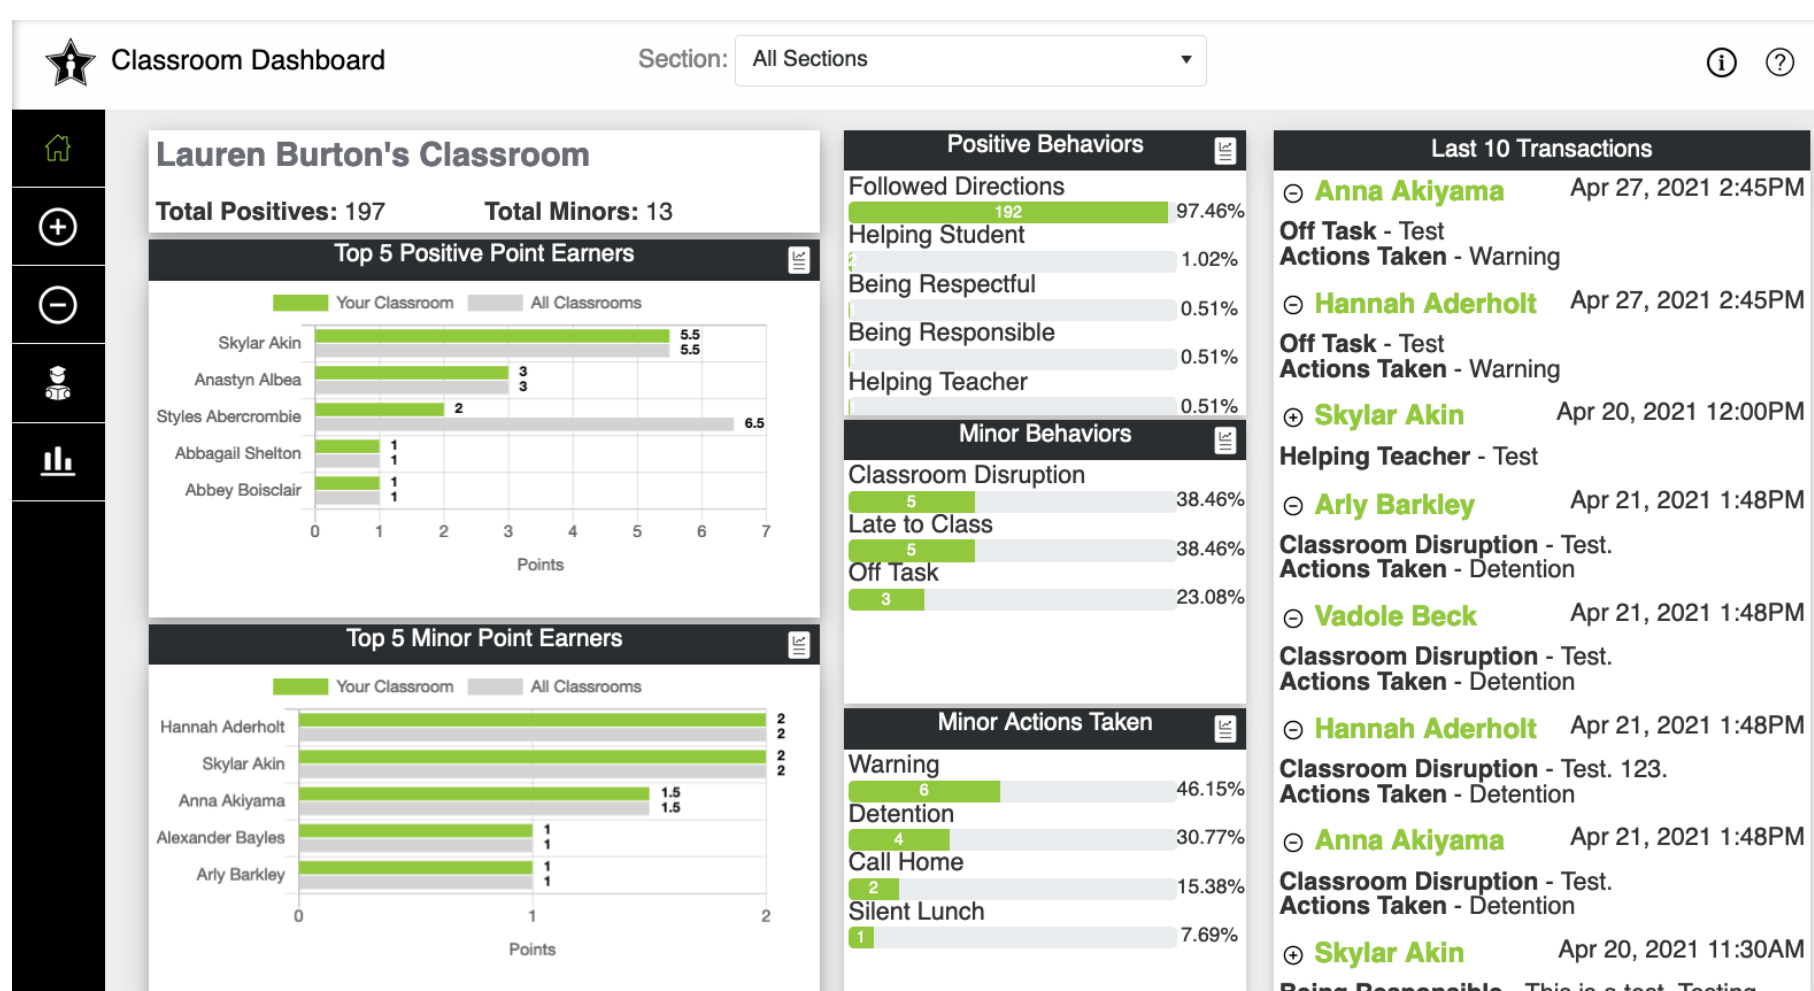 Classroom Dashboard
Section: All Sections
Lauren Burton's Classroom
Total Positives: 197 Total Minors: 13
Top 5 Positive Point Earners
Your Classroom All Classrooms
Skylar Akin 5.5
5.5
Anastyn Albea 3
3
Styles Abercrombie 2
6.5
Abbagail Shelton 1
1
Abbey Boisclair 1
1
0 1 2 3 4 5 6 7
Points
Top 5 Minor Point Earners
Your Classroom All Classrooms
Hannah Aderholt 2
2
Skylar Akin 2
2
Anna Akiyama 1.5
1.5
Alexander Bayles 1
1
Arly Barkley 1
1
0 1 2
Points
Positive Behaviors
Followed Directions
192 97.46%
Helping Student
2 1.02%
Being Respectful
0.51%
Being Responsible
0.51%
Helping Teacher
0.51%
Minor Behaviors
Classroom Disruption
5 38.46%
Late to Class
5 38.46%
Off Task
3 23.08%
Minor Actions Taken
Warning
6 46.15%
Detention
4 30.77%
Call Home
2 15.38%
Silent Lunch
1 7.69%
Last 10 Transactions
Anna Akiyama Apr 27, 2021 2:45PM
Off Task - Test
Actions Taken - Warning
Hannah Aderholt Apr 27, 2021 2:45PM
Off Task - Test
Actions Taken - Warning
Skylar Akin Apr 20, 2021 12:00PM
Helping Teacher - Test
Arly Barkley Apr 21, 2021 1:48PM
Classroom Disruption - Test.
Actions Taken - Detention
Vadole Beck Apr 21, 2021 1:48PM
Classroom Disruption - Test.
Actions Taken - Detention
Hannah Aderholt Apr 21, 2021 1:48PM
Classroom Disruption - Test. 123.
Actions Taken - Detention
Anna Akiyama Apr 21, 2021 1:48PM
Classroom Disruption - Test.
Actions Taken - Detention
Skylar Akin Apr 20, 2021 11:30AM
Being Responsible - This is a test. Testing